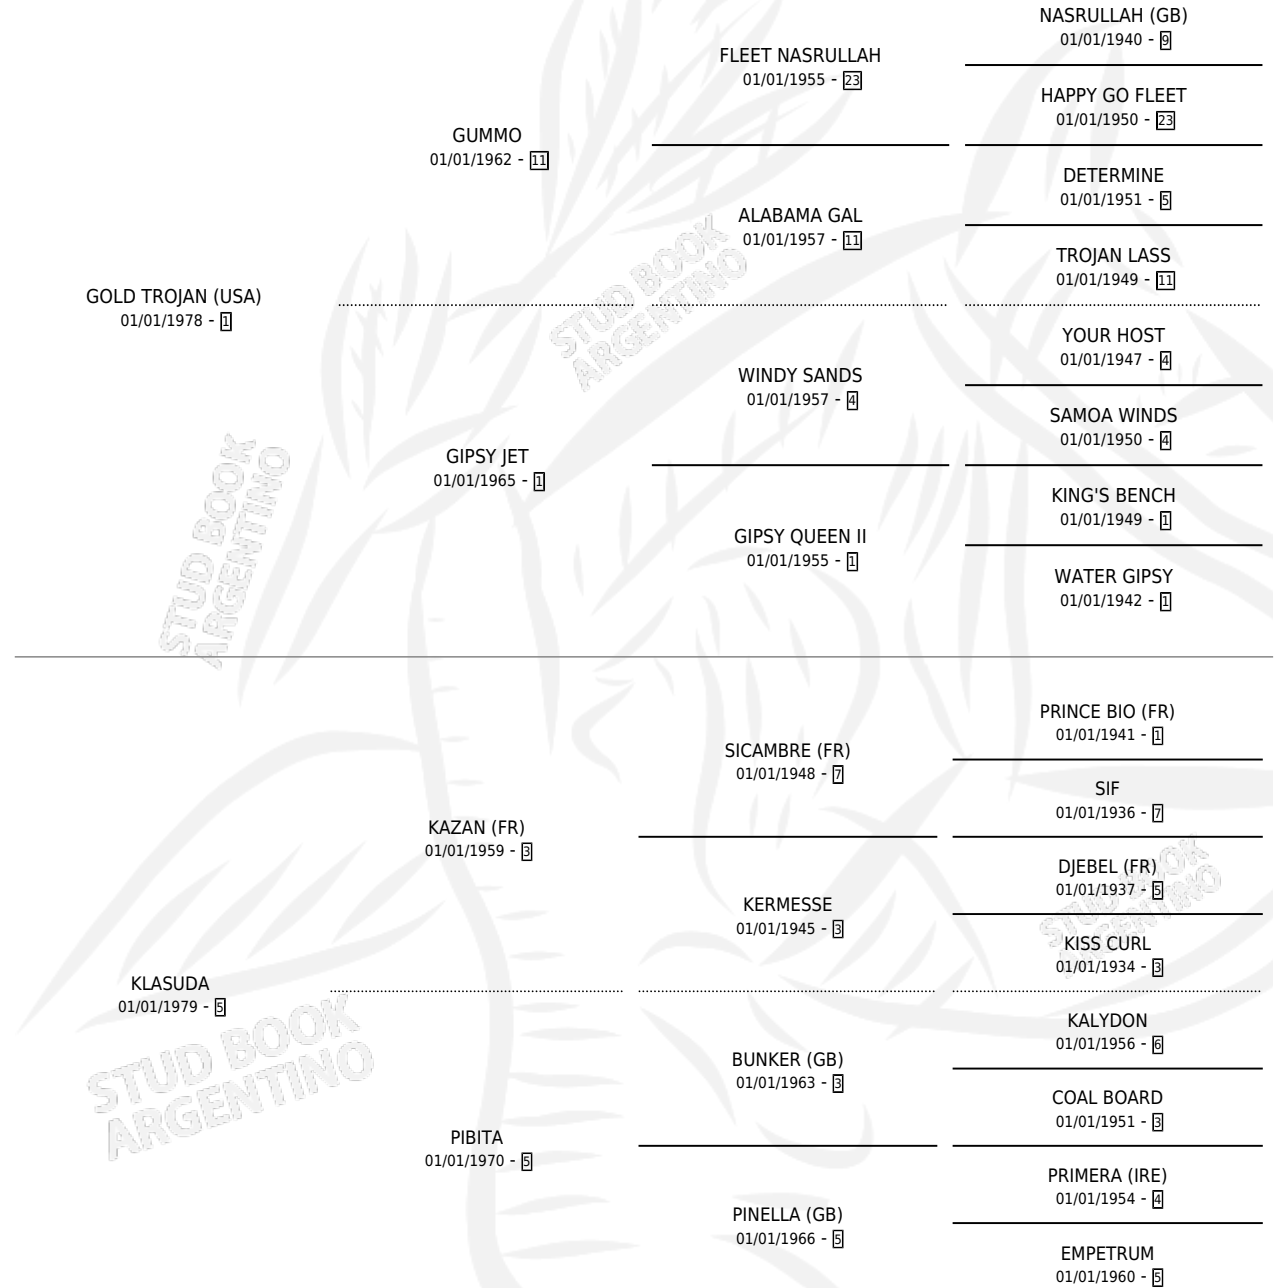 NASRULLAH (GB)
01/01/1940 - 9
FLEET NASRULLAH
01/01/1955 - 23
HAPPY GO FLEET
01/01/1950 - 23
GUMMO
01/01/1962 - 11
DETERMINE
01/01/1951 - 5
ALABAMA GAL
01/01/1957 - 11
TROJAN LASS
01/01/1949 - 11
GOLD TROJAN (USA)
01/01/1978 - 1
YOUR HOST
01/01/1947 - 4
WINDY SANDS
01/01/1957 - 4
SAMOA WINDS
01/01/1950 - 4
GIPSY JET
01/01/1965 - 1
KING'S BENCH
01/01/1949 - 1
GIPSY QUEEN II
01/01/1955 - 1
WATER GIPSY
01/01/1942 - 1
PRINCE BIO (FR)
01/01/1941 - 1
SICAMBRE (FR)
01/01/1948 - 7
SIF
01/01/1936 - 7
KAZAN (FR)
01/01/1959 - 3
DJEBEL (FR)
01/01/1937 - 5
KERMESSE
01/01/1945 - 3
KISS CURL
01/01/1934 - 3
KLASUDA
01/01/1979 - 5
KALYDON
01/01/1956 - 6
BUNKER (GB)
01/01/1963 - 3
COAL BOARD
01/01/1951 - 3
PIBITA
01/01/1970 - 5
PRIMERA (IRE)
01/01/1954 - 4
PINELLA (GB)
01/01/1966 - 5
EMPETRUM
01/01/1960 - 5
STUD BOOK
ARGENTINO
STUD BOOK
ARGENTINO
STUD BOOK
ARGENTINO
STUD BOOK
ARGENTINO